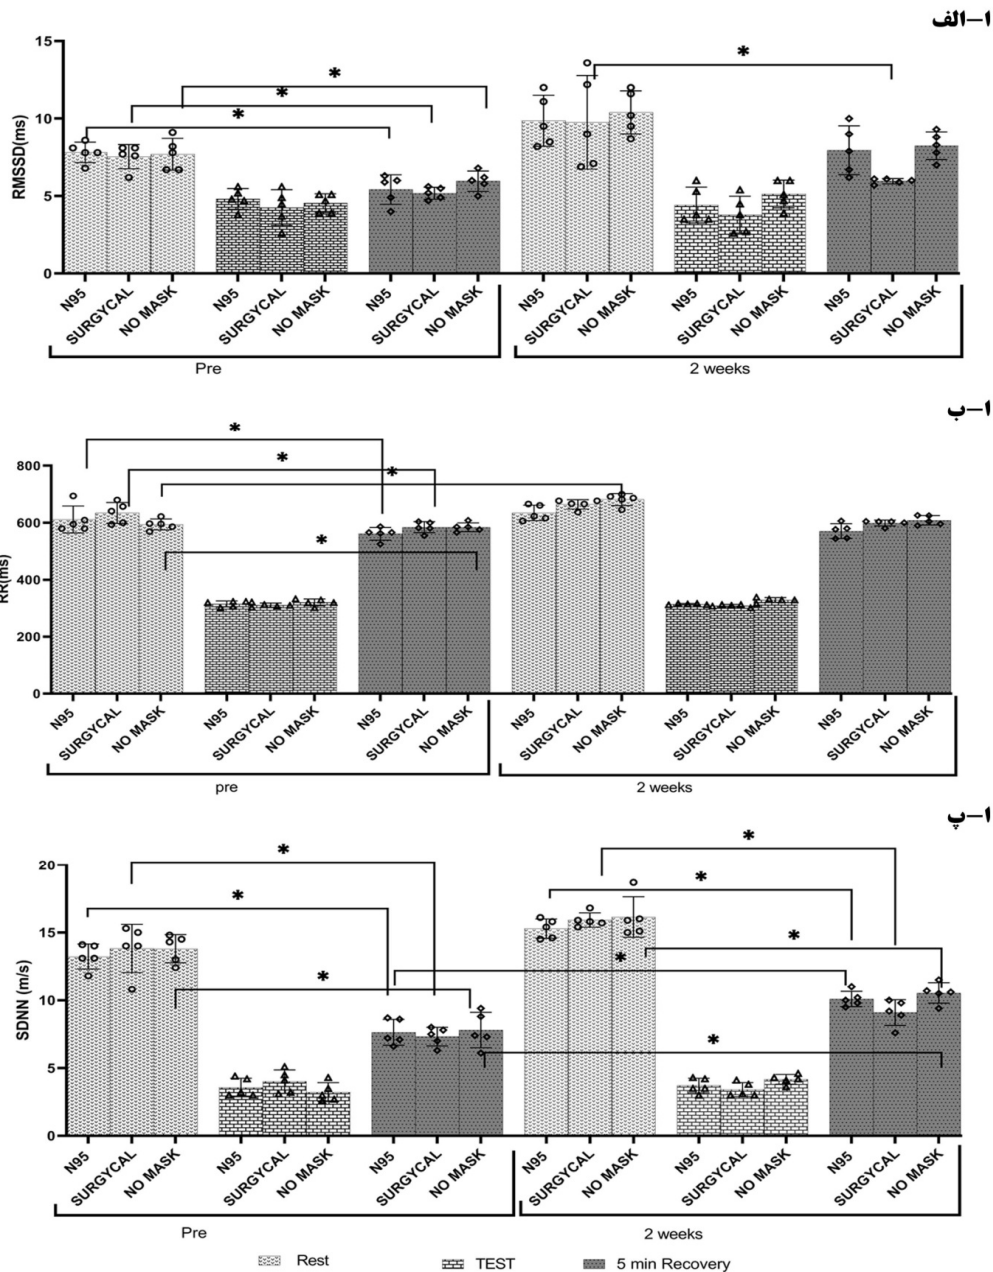 ۱-الف
15
10
5
0
RMSSD(ms)
*
*
*
*
N95 SURGYCAL NO MASK N95 SURGYCAL NO MASK N95 SURGYCAL NO MASK N95 SURGYCAL NO MASK N95 SURGYCAL NO MASK N95 SURGYCAL NO MASK
Pre 2 weeks
۱-ب
800
600
400
200
0
RR(ms)
*
*
*
*
N95 SURGYCAL NO MASK N95 SURGYCAL NO MASK N95 SURGYCAL NO MASK N95 SURGYCAL NO MASK N95 SURGYCAL NO MASK N95 SURGYCAL NO MASK
pre 2 weeks
۱-پ
20
15
10
5
0
SDNN (m/s)
*
*
*
*
*
*
*
*
N95 SURGYCAL NO MASK N95 SURGYCAL NO MASK N95 SURGYCAL NO MASK N95 SURGYCAL NO MASK N95 SURGYCAL NO MASK N95 SURGYCAL NO MASK
Pre 2 weeks
Rest TEST 5 min Recovery